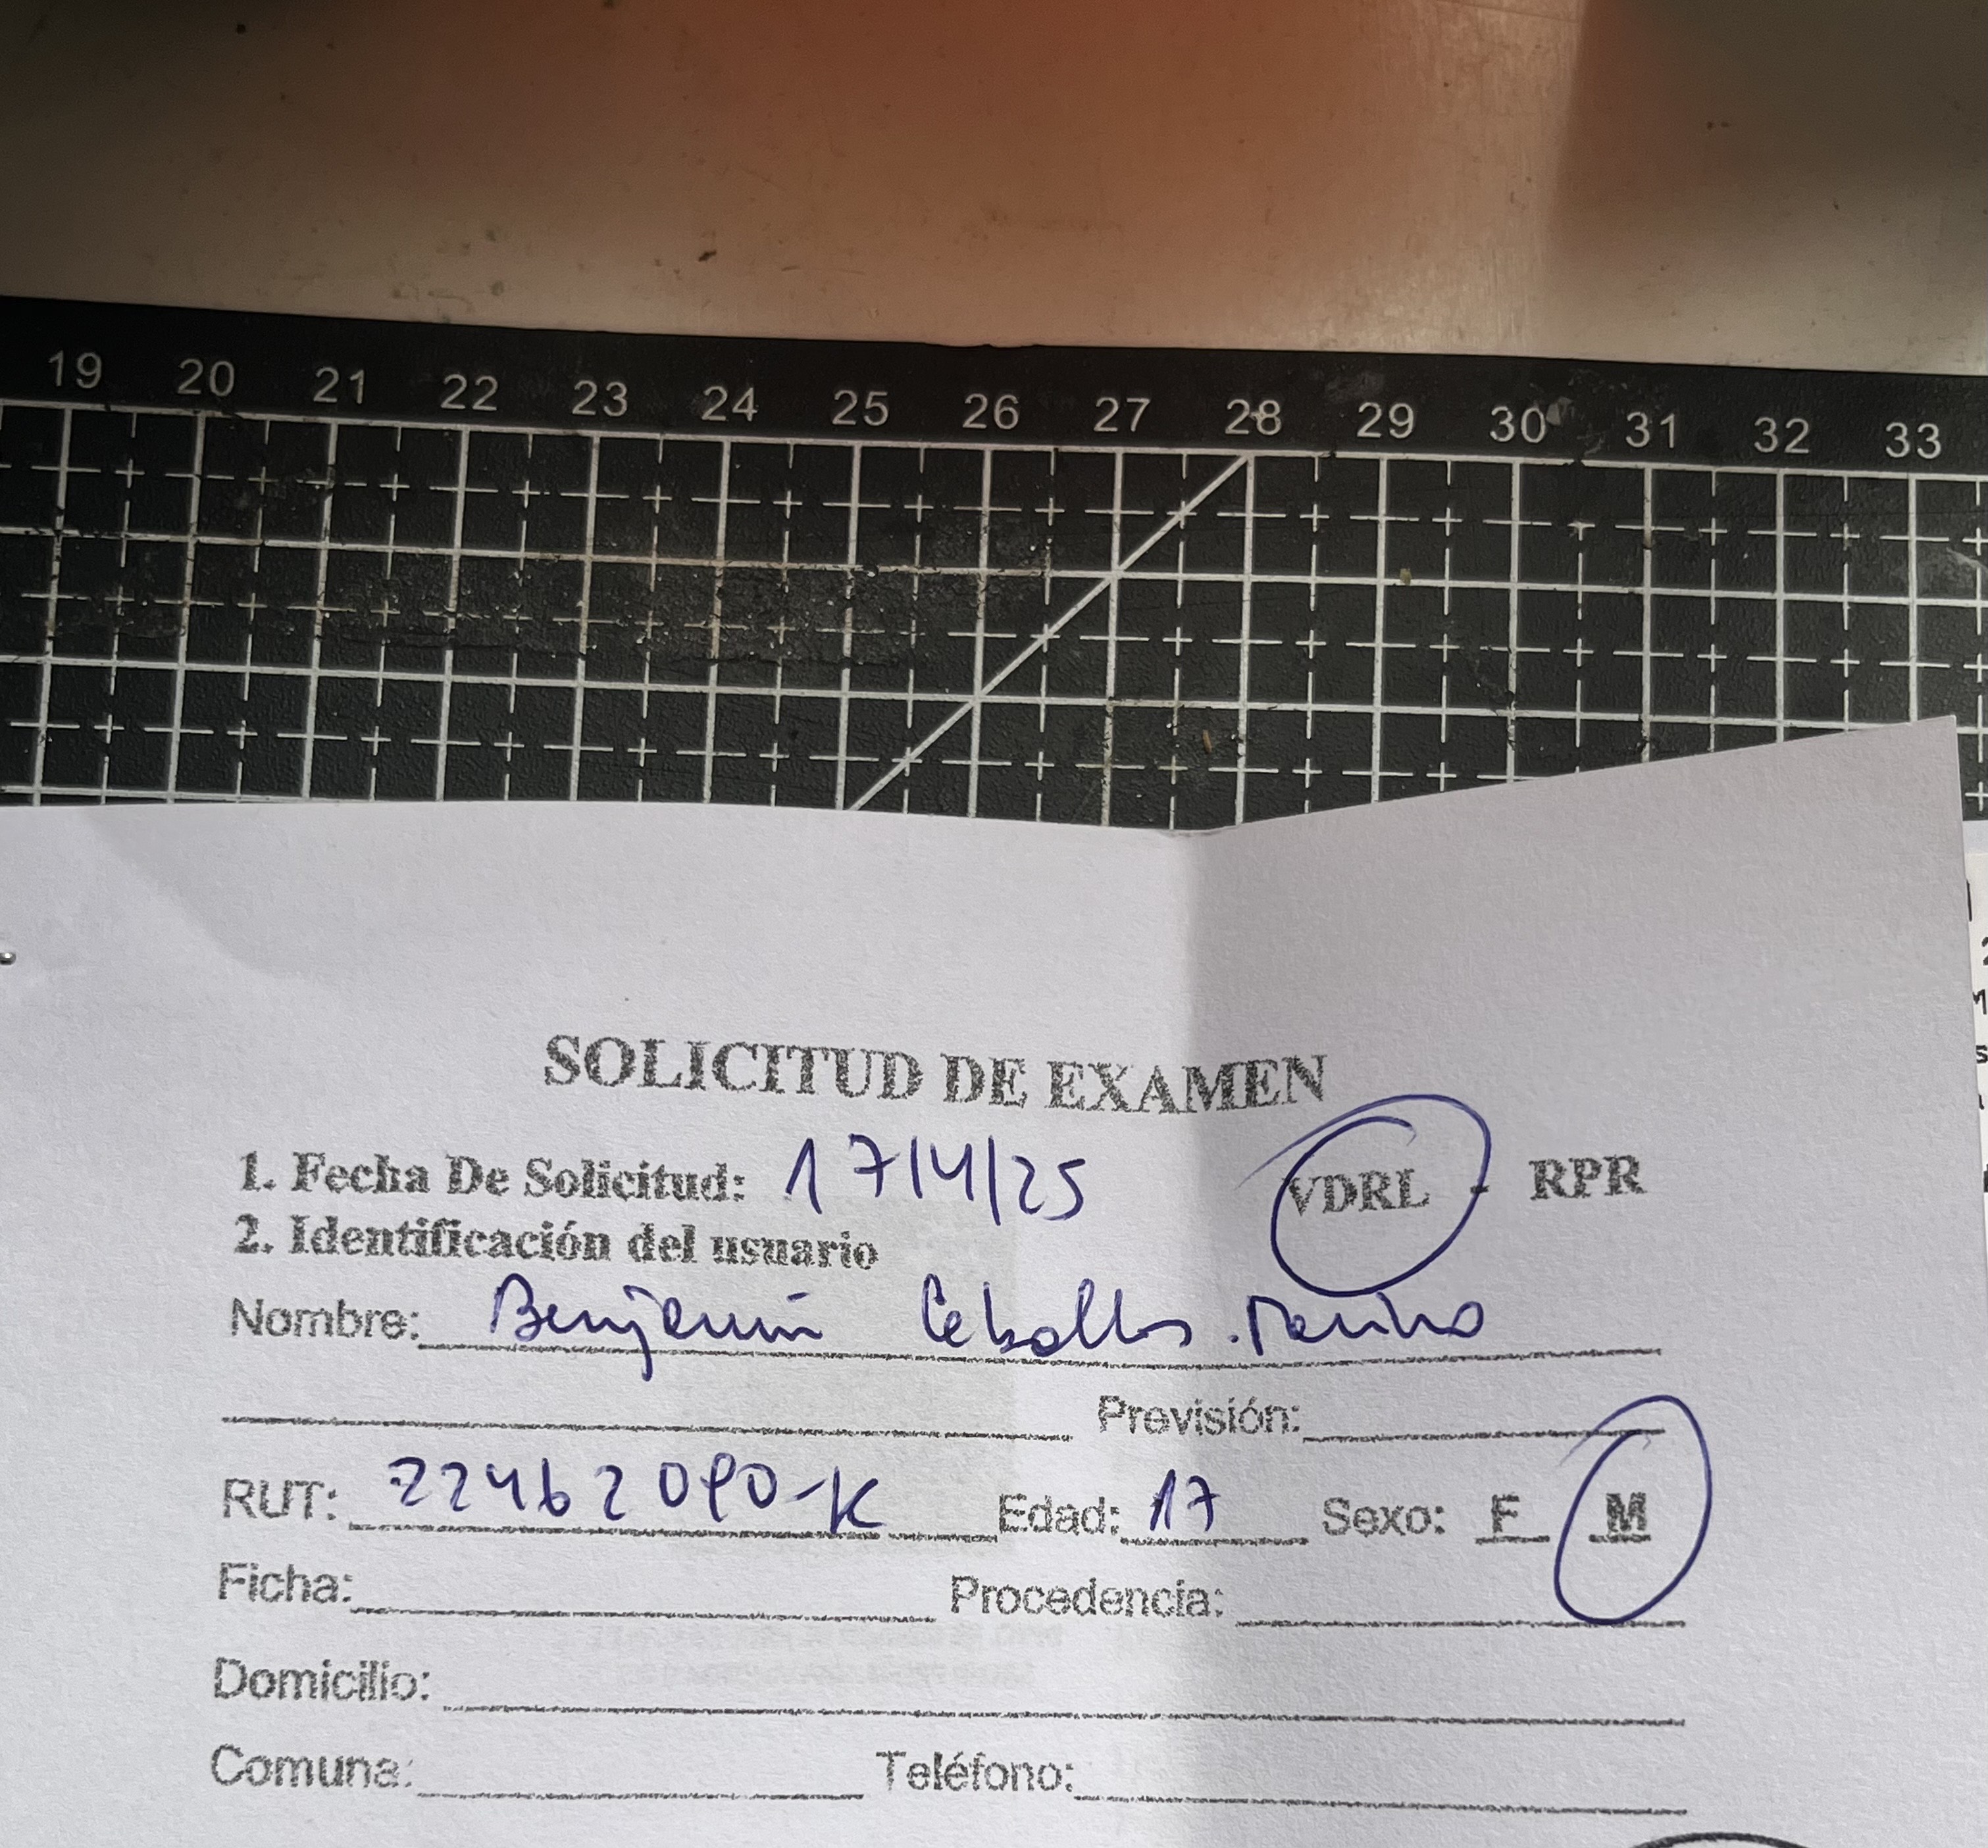 19 20 21 22 23 24 25 26 27 28 29 30 31 32 33
SOLICITUD DE EXAMEN
1. Fecha De Solicitud: 17/4/25 VDRL - RPR
2. Identificación del usuario
Nombre: Benjamin Ceballos
Previsión:
RUT: 22462090-K Edad: 17 Sexo: F M
Ficha: Procedencia:
Domicilio:
Comuna: Teléfono: